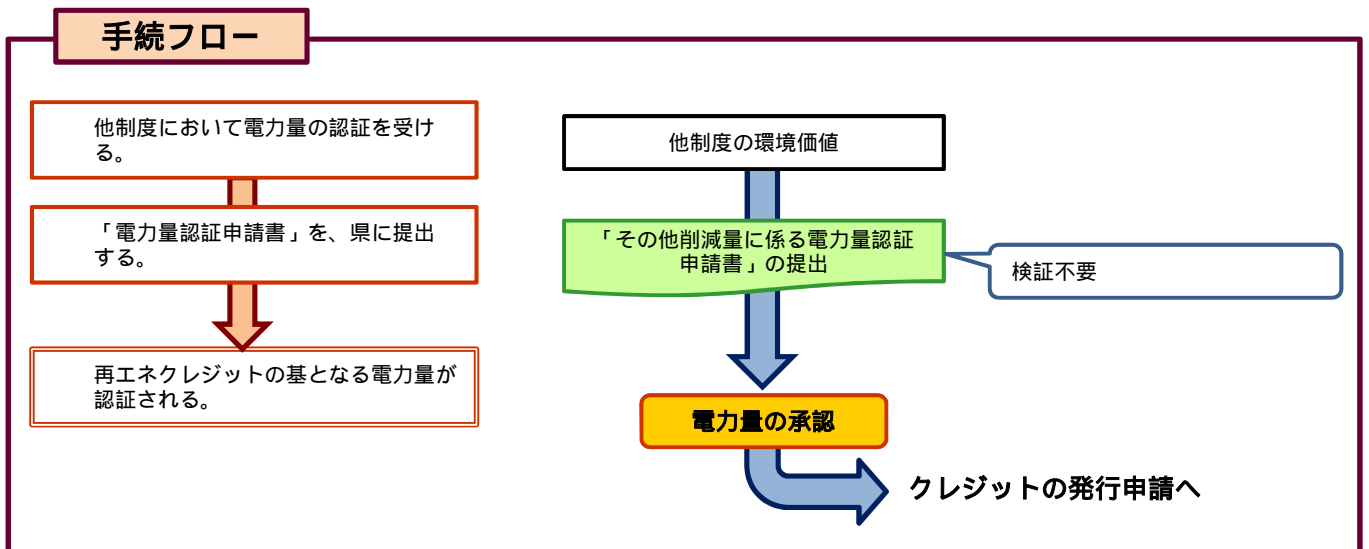 手続フロー
他制度において電力量の認証を受け
る。
「電力量認証申請書」を、県に提出
する。
再エネクレジットの基となる電力量が
認証される。
他制度の環境価値
「その他削減量に係る電力量認証
申請書」の提出
検証不要
電力量の承認
クレジットの発行申請へ